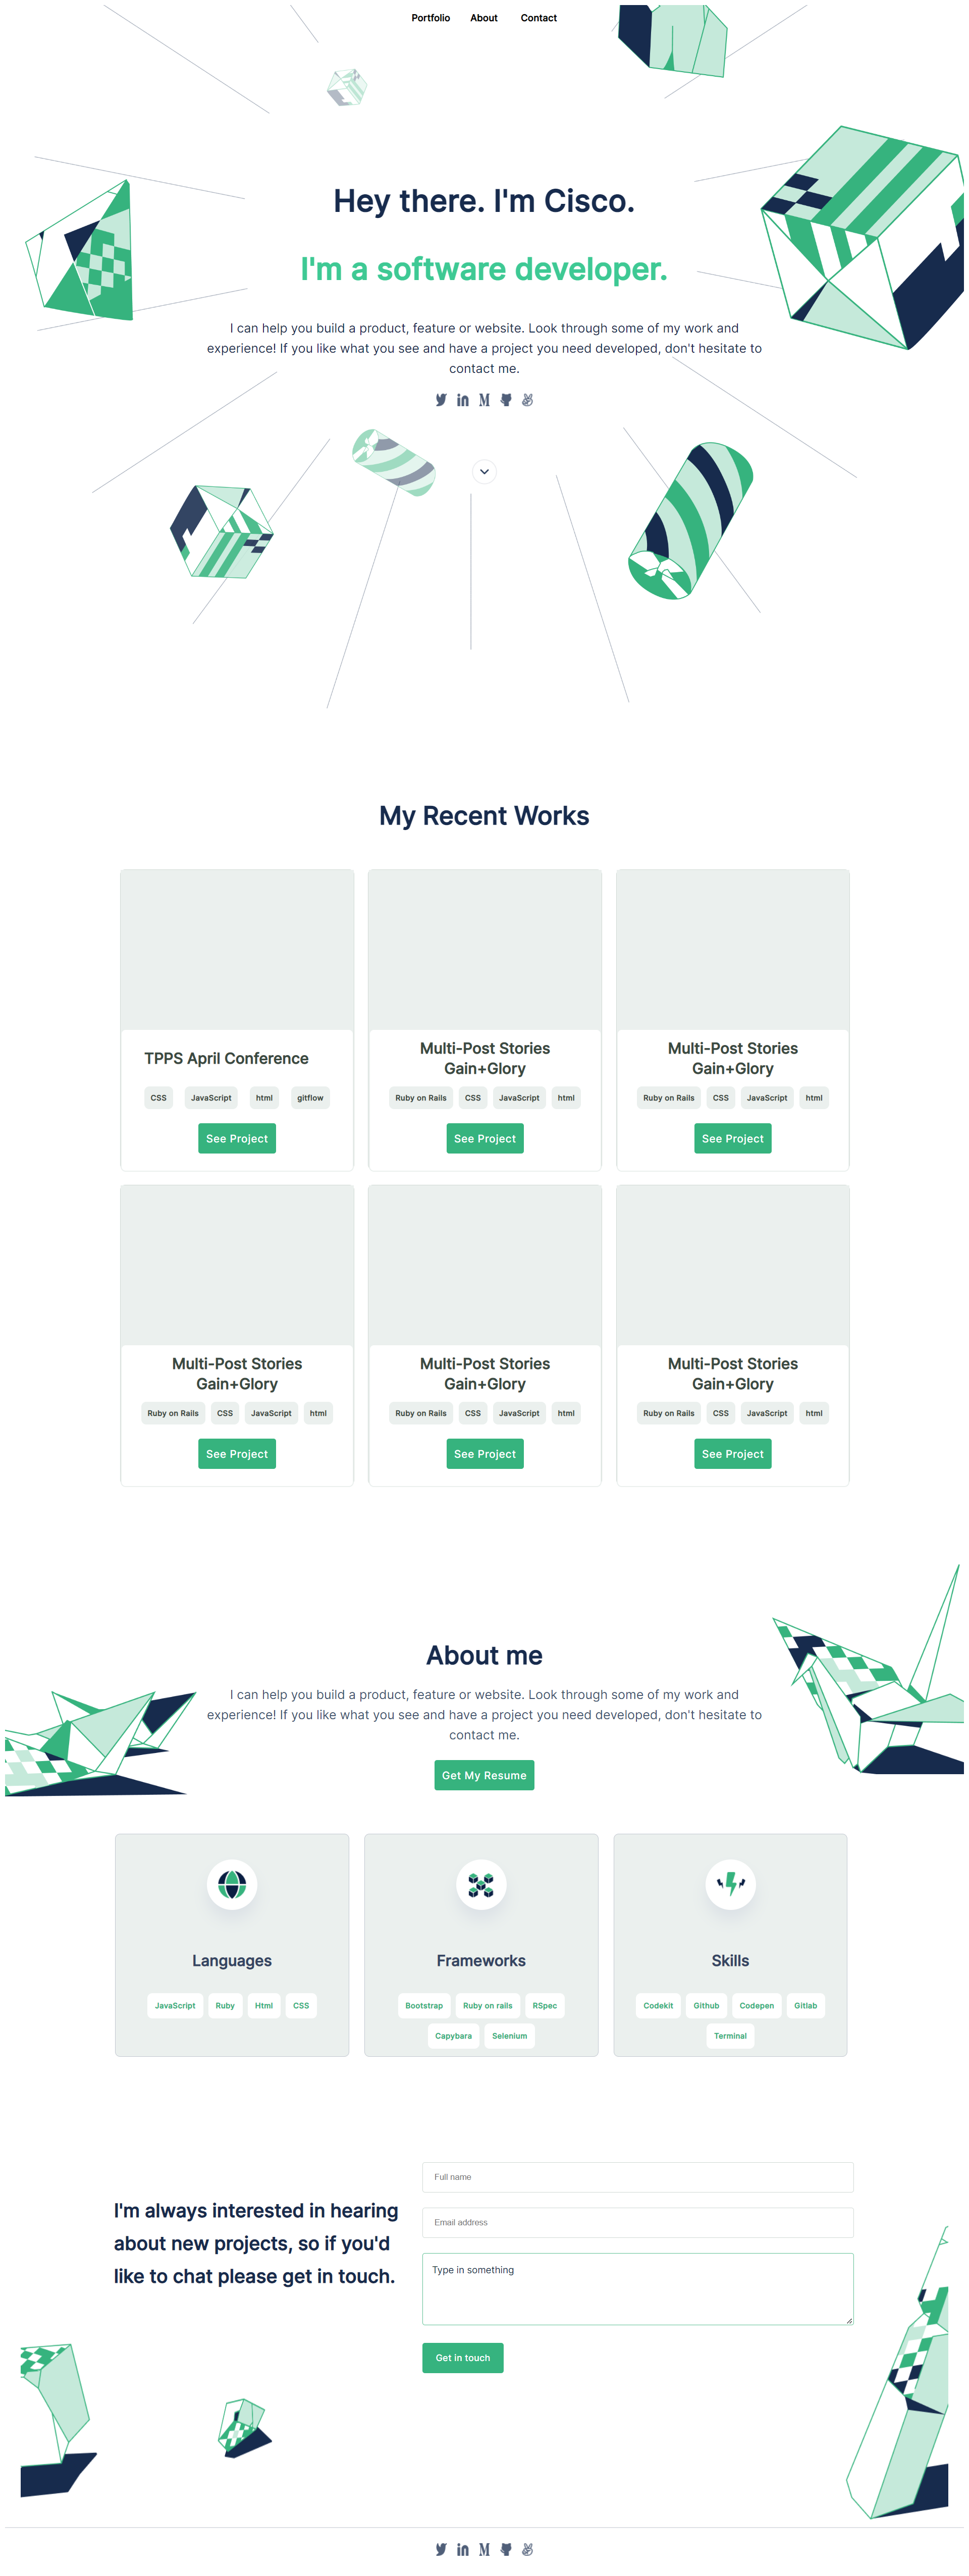 Portfolio About Contact
Hey there. I'm Cisco.
I'm a software developer.
I can help you build a product, feature or website. Look through some of my work and
experience! If you like what you see and have a project you need developed, don't hesitate to
contact me.
My Recent Works
TPPS April Conference
CSS JavaScript html gitflow
See Project
Multi-Post Stories
Gain+Glory
Ruby on Rails CSS JavaScript html
See Project
Multi-Post Stories
Gain+Glory
Ruby on Rails CSS JavaScript html
See Project
Multi-Post Stories
Gain+Glory
Ruby on Rails CSS JavaScript html
See Project
Multi-Post Stories
Gain+Glory
Ruby on Rails CSS JavaScript html
See Project
Multi-Post Stories
Gain+Glory
Ruby on Rails CSS JavaScript html
See Project
About me
I can help you build a product, feature or website. Look through some of my work and
experience! If you like what you see and have a project you need developed, don't hesitate to
contact me.
Get My Resume
Languages
JavaScript Ruby Html CSS
Frameworks
Bootstrap Ruby on rails RSpec
Capybara Selenium
Skills
Codekit Github Codepen Gitlab
Terminal
I'm always interested in hearing
about new projects, so if you'd
like to chat please get in touch.
Full name
Email address
Type in something
Get in touch